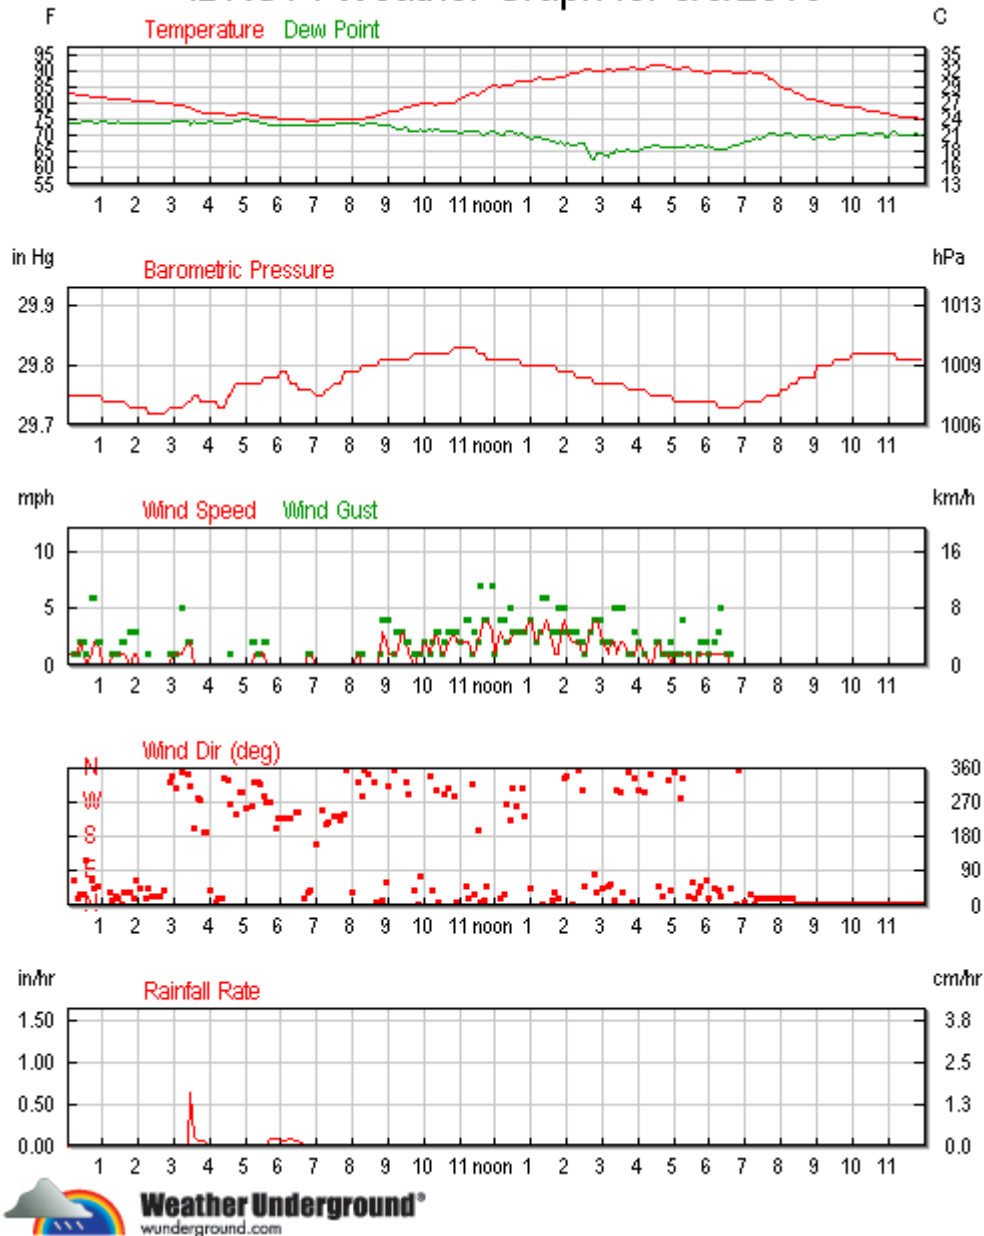 Weather Graph for
F C
Temperature Dew Point
95 35
90 32
85 29
80 27
75 24
70 21
65 18
60 16
55 13
1 2 3 4 5 6 7 8 9 10 11 noon 1 2 3 4 5 6 7 8 9 10 11
in Hg hPa
Barometric Pressure
29.9 1013
29.8 1009
29.7 1006
1 2 3 4 5 6 7 8 9 10 11 noon 1 2 3 4 5 6 7 8 9 10 11
mph km/h
Wind Speed Wind Gust
10 16
5 8
0 0
1 2 3 4 5 6 7 8 9 10 11 noon 1 2 3 4 5 6 7 8 9 10 11
Wind Dir (deg)
N 360
W 270
S 180
E 90
N 0
1 2 3 4 5 6 7 8 9 10 11 noon 1 2 3 4 5 6 7 8 9 10 11
in/hr cm/hr
Rainfall Rate
1.50 3.8
1.00 2.5
0.50 1.3
0.00 0.0
1 2 3 4 5 6 7 8 9 10 11 noon 1 2 3 4 5 6 7 8 9 10 11
Weather Underground®
wunderground.com